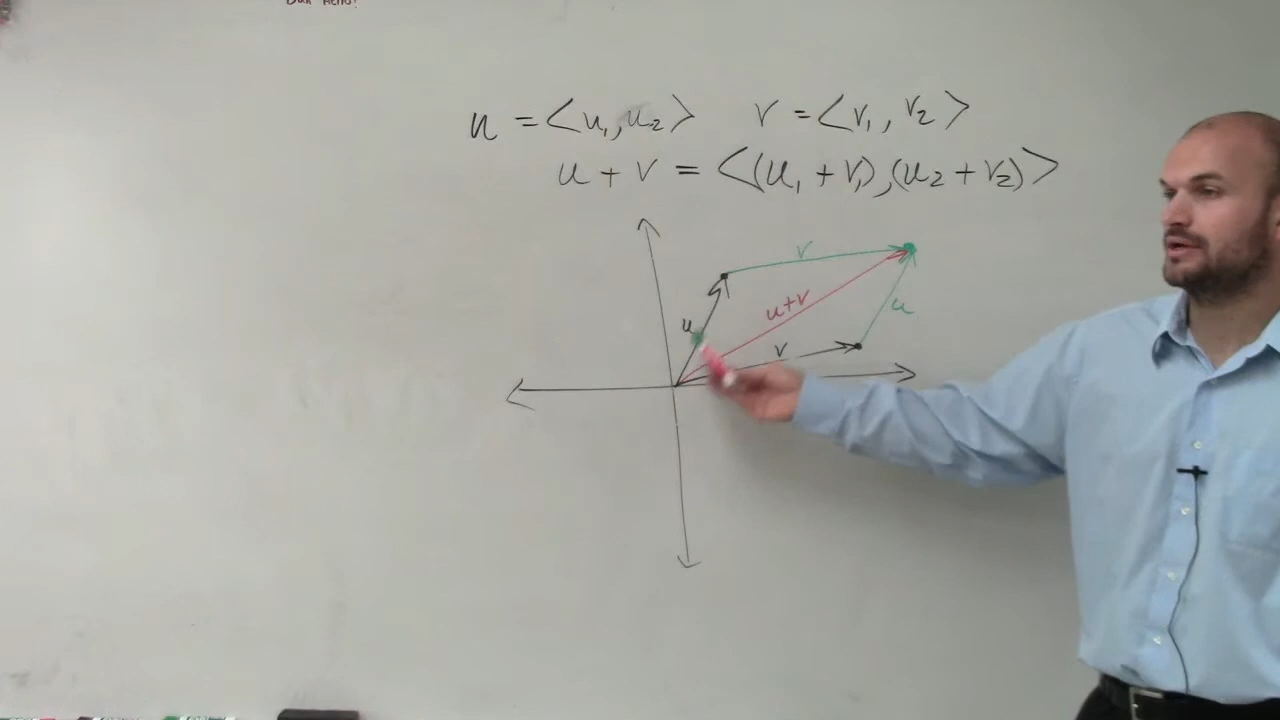 u = <u₁, u₂> v = <v₁, v₂>
u + v = <(u₁ + v₁), (u₂ + v₂)>
v
u
u+v
u
v